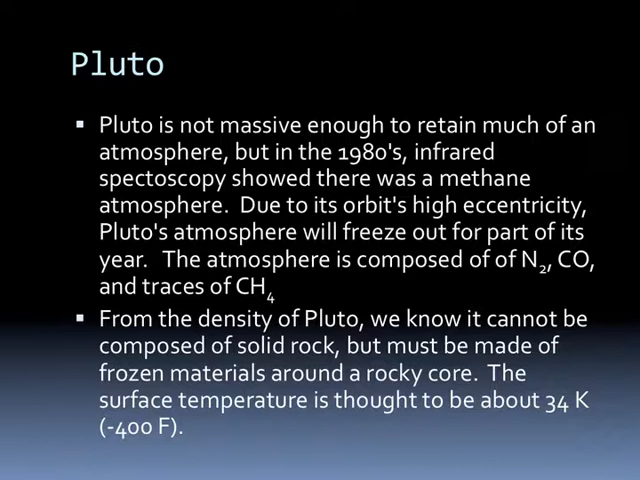 Pluto
▪ Pluto is not massive enough to retain much of an
atmosphere, but in the 1980's, infrared
spectoscopy showed there was a methane
atmosphere. Due to its orbit's high eccentricity,
Pluto's atmosphere will freeze out for part of its
year. The atmosphere is composed of of N₂, CO,
and traces of CH₄
▪ From the density of Pluto, we know it cannot be
composed of solid rock, but must be made of
frozen materials around a rocky core. The
surface temperature is thought to be about 34 K
(-400 F).